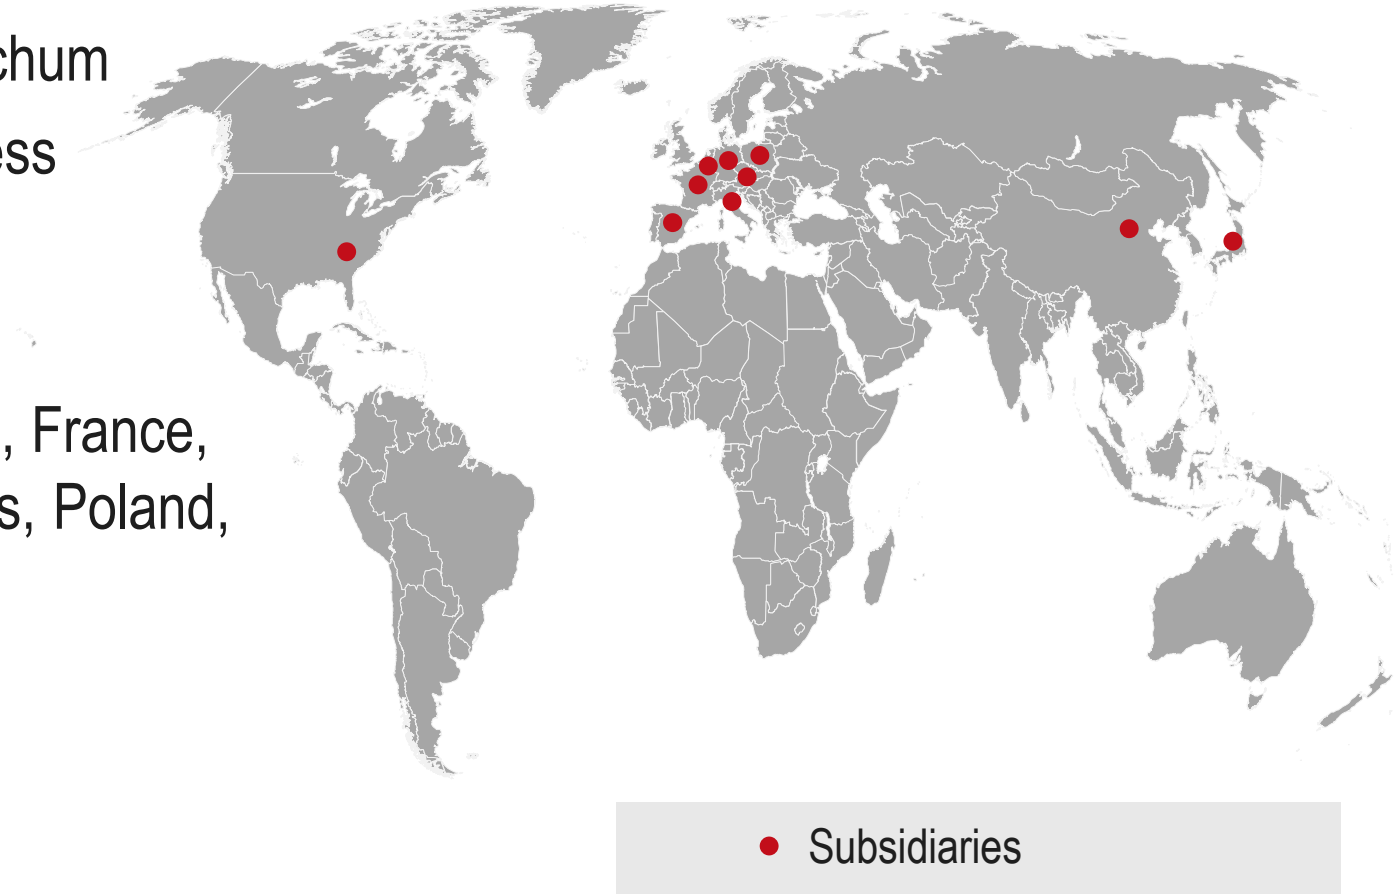 chum
ess
, France,
s, Poland,
Subsidiaries